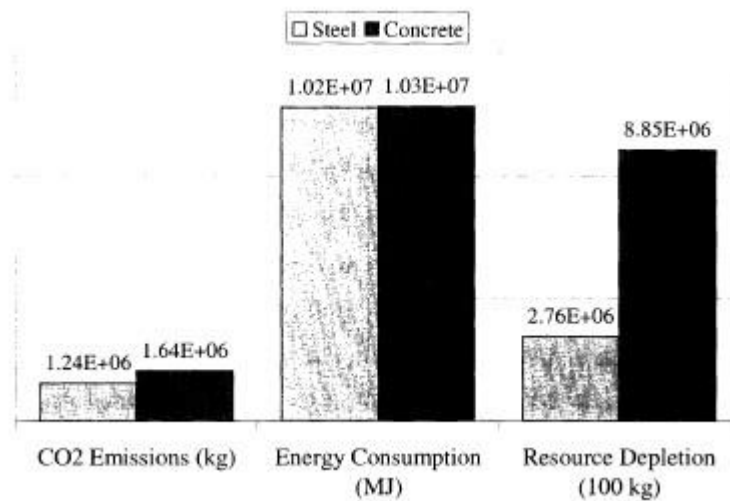 Steel Concrete
1.02E+07 1.03E+07
8.85E+06
2.76E+06
1.24E+06 1.64E+06
CO2 Emissions (kg) Energy Consumption Resource Depletion
(MJ) (100 kg)